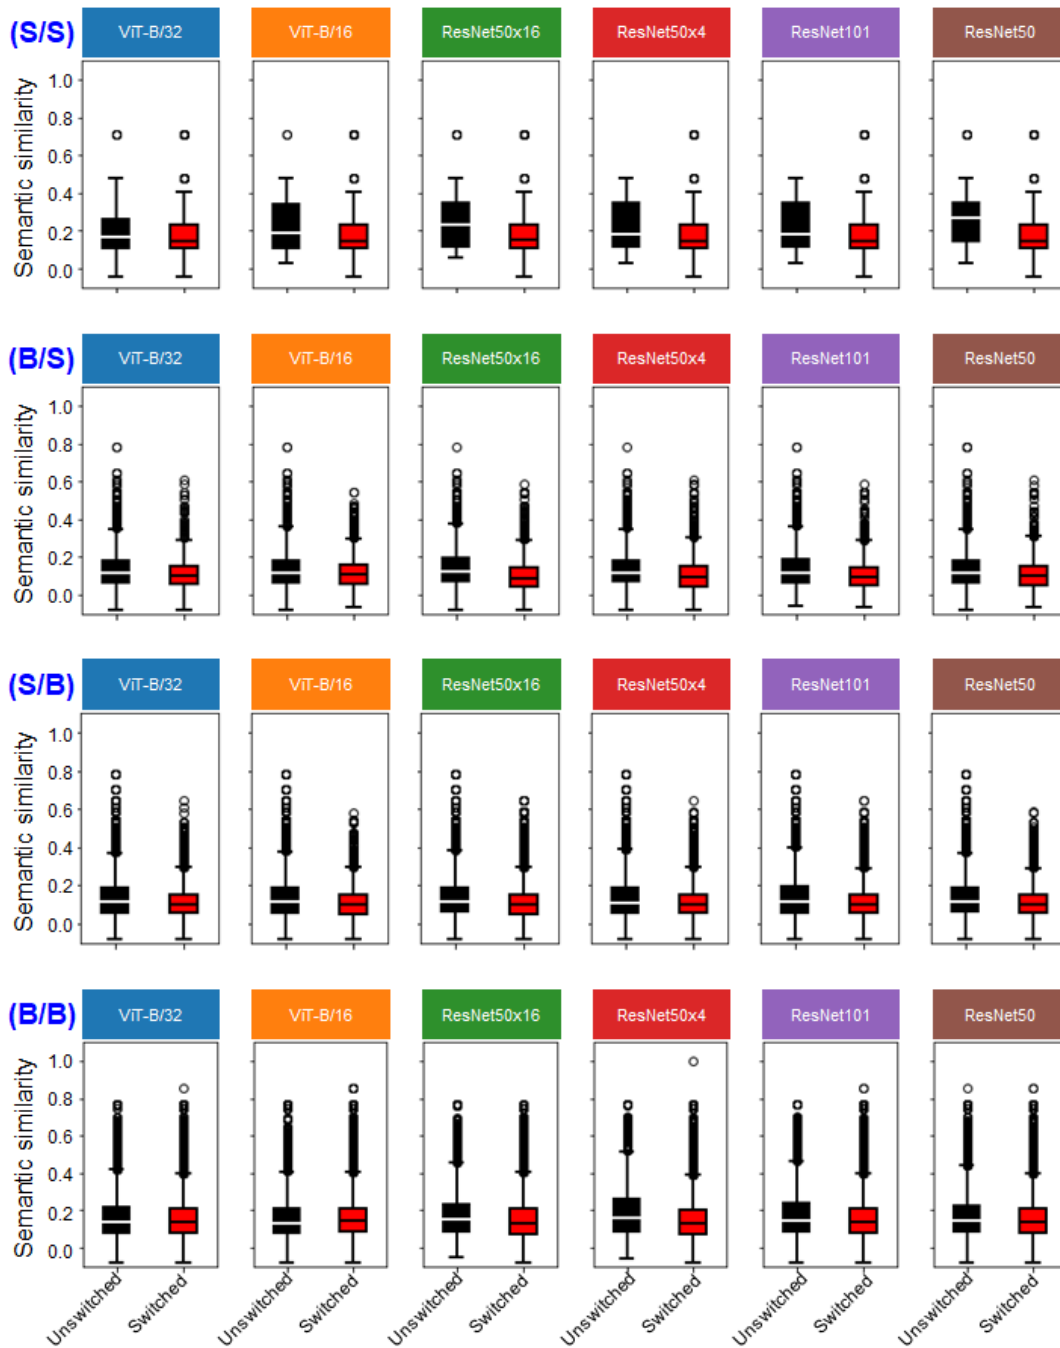 (S/S) ViT-B/32 ViT-B/16 ResNet50x16 ResNet50x4 ResNet101 ResNet50
Semantic similarity
1.0
0.8
0.6
0.4
0.2
0.0
(B/S) ViT-B/32 ViT-B/16 ResNet50x16 ResNet50x4 ResNet101 ResNet50
Semantic similarity
1.0
0.8
0.6
0.4
0.2
0.0
(S/B) ViT-B/32 ViT-B/16 ResNet50x16 ResNet50x4 ResNet101 ResNet50
Semantic similarity
1.0
0.8
0.6
0.4
0.2
0.0
(B/B) ViT-B/32 ViT-B/16 ResNet50x16 ResNet50x4 ResNet101 ResNet50
Semantic similarity
1.0
0.8
0.6
0.4
0.2
0.0
Unswitched Switched Unswitched Switched Unswitched Switched Unswitched Switched Unswitched Switched Unswitched Switched